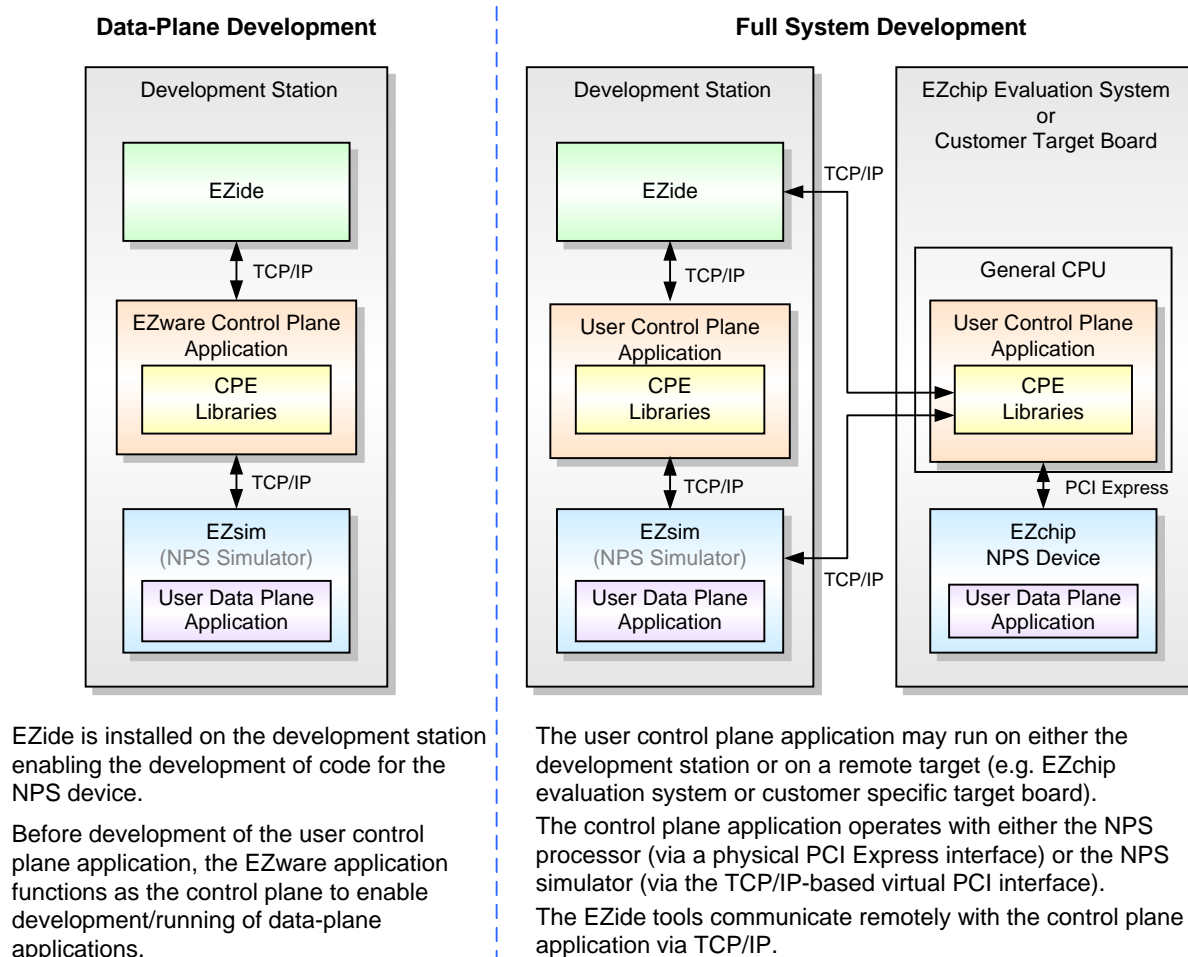 Data-Plane Development
Development Station
EZide
TCP/IP
EZware Control Plane
Application
CPE
Libraries
TCP/IP
EZsim
(NPS Simulator)
User Data Plane
Application
EZide is installed on the development station
enabling the development of code for the
NPS device.
Before development of the user control
plane application, the EZware application
functions as the control plane to enable
development/running of data-plane
applications.
Full System Development
Development Station
EZide
TCP/IP
User Control Plane
Application
CPE
Libraries
TCP/IP
EZsim
(NPS Simulator)
User Data Plane
Application
TCP/IP
TCP/IP
EZchip Evaluation System
or
Customer Target Board
General CPU
User Control Plane
Application
CPE
Libraries
PCI Express
EZchip
NPS Device
User Data Plane
Application
The user control plane application may run on either the
development station or on a remote target (e.g. EZchip
evaluation system or customer specific target board).
The control plane application operates with either the NPS
processor (via a physical PCI Express interface) or the NPS
simulator (via the TCP/IP-based virtual PCI interface).
The EZide tools communicate remotely with the control plane
application via TCP/IP.